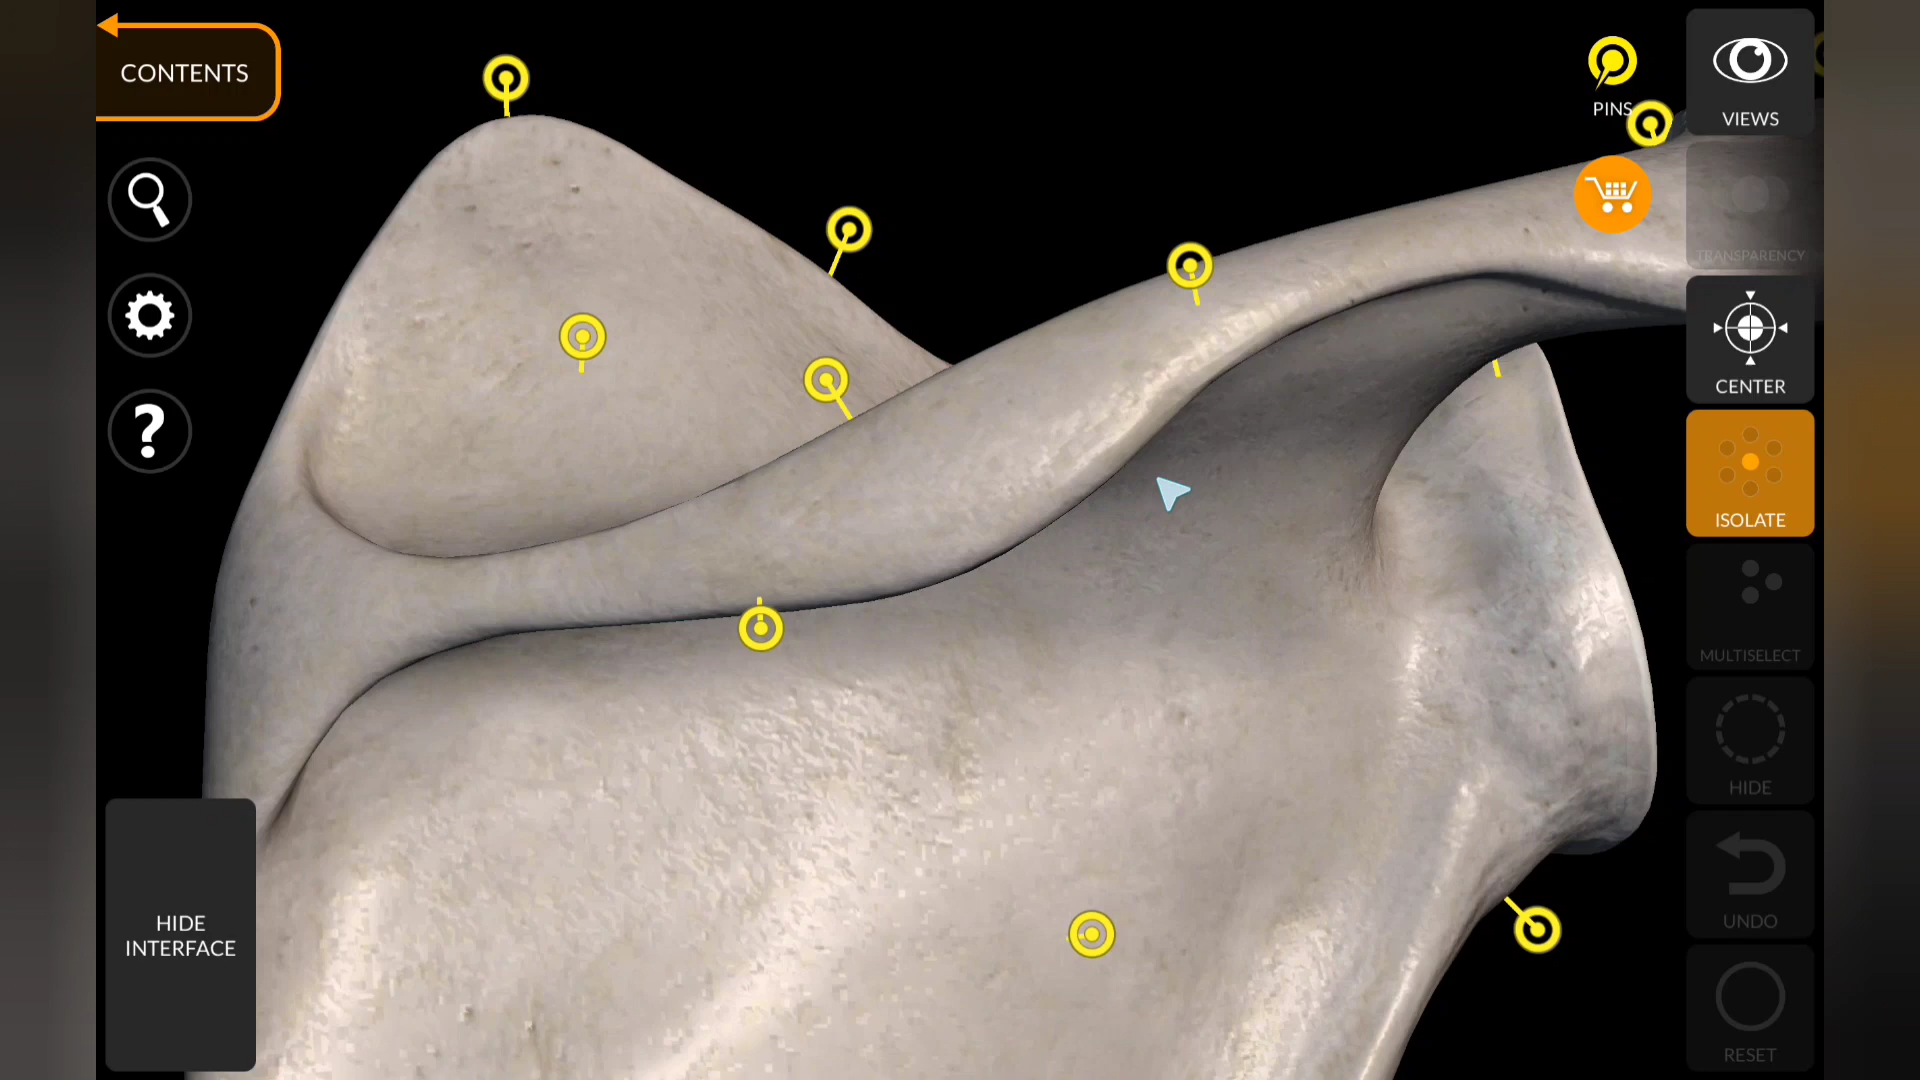 CONTENTS
PINS
VIEWS
TRANSPARENCY
CENTER
ISOLATE
MULTISELECT
HIDE
HIDE
INTERFACE
UNDO
RESET